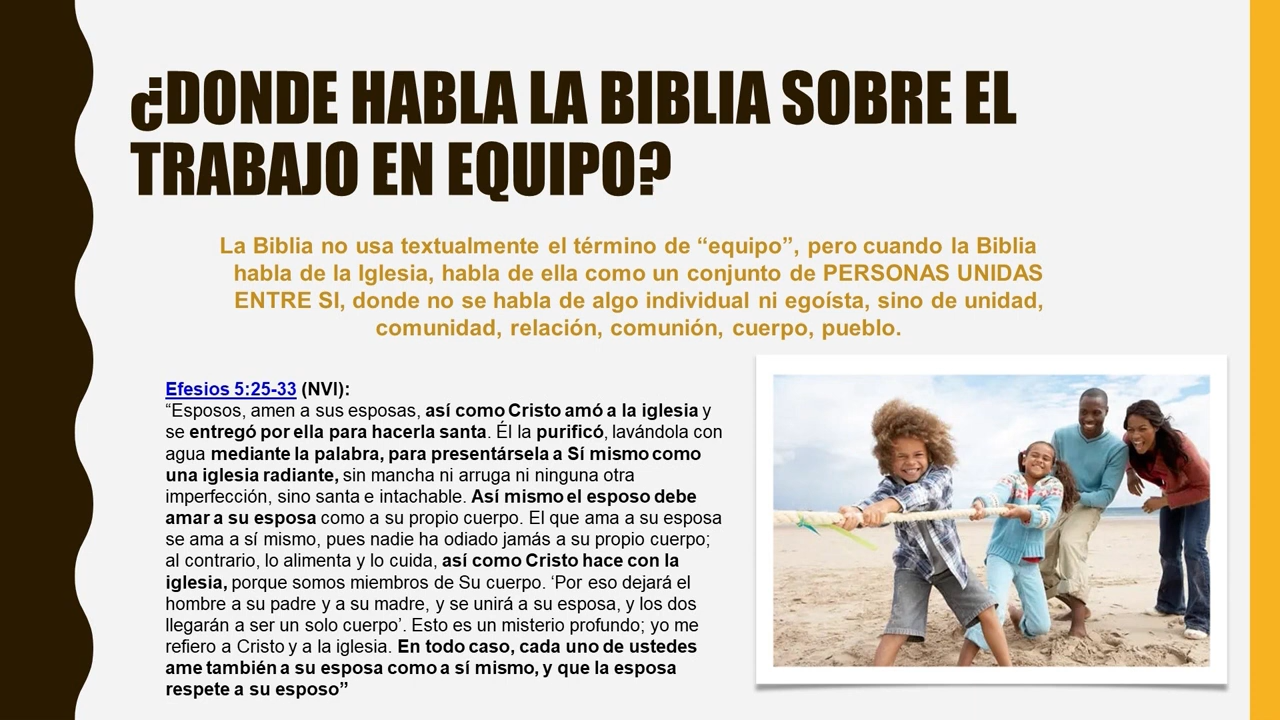 ¿DONDE HABLA LA BIBLIA SOBRE EL
TRABAJO EN EQUIPO?
La Biblia no usa textualmente el término de “equipo”, pero cuando la Biblia
habla de la Iglesia, habla de ella como un conjunto de PERSONAS UNIDAS
ENTRE SI, donde no se habla de algo individual ni egoísta, sino de unidad,
comunidad, relación, comunión, cuerpo, pueblo.
Efesios 5:25-33 (NVI):
“Esposos, amen a sus esposas, así como Cristo amó a la iglesia y
se entregó por ella para hacerla santa. Él la purificó, lavándola con
agua mediante la palabra, para presentársela a Sí mismo como
una iglesia radiante, sin mancha ni arruga ni ninguna otra
imperfección, sino santa e intachable. Así mismo el esposo debe
amar a su esposa como a su propio cuerpo. El que ama a su esposa
se ama a sí mismo, pues nadie ha odiado jamás a su propio cuerpo;
al contrario, lo alimenta y lo cuida, así como Cristo hace con la
iglesia, porque somos miembros de Su cuerpo. ‘Por eso dejará el
hombre a su padre y a su madre, y se unirá a su esposa, y los dos
llegarán a ser un solo cuerpo’. Esto es un misterio profundo; yo me
refiero a Cristo y a la iglesia. En todo caso, cada uno de ustedes
ame también a su esposa como a sí mismo, y que la esposa
respete a su esposo”